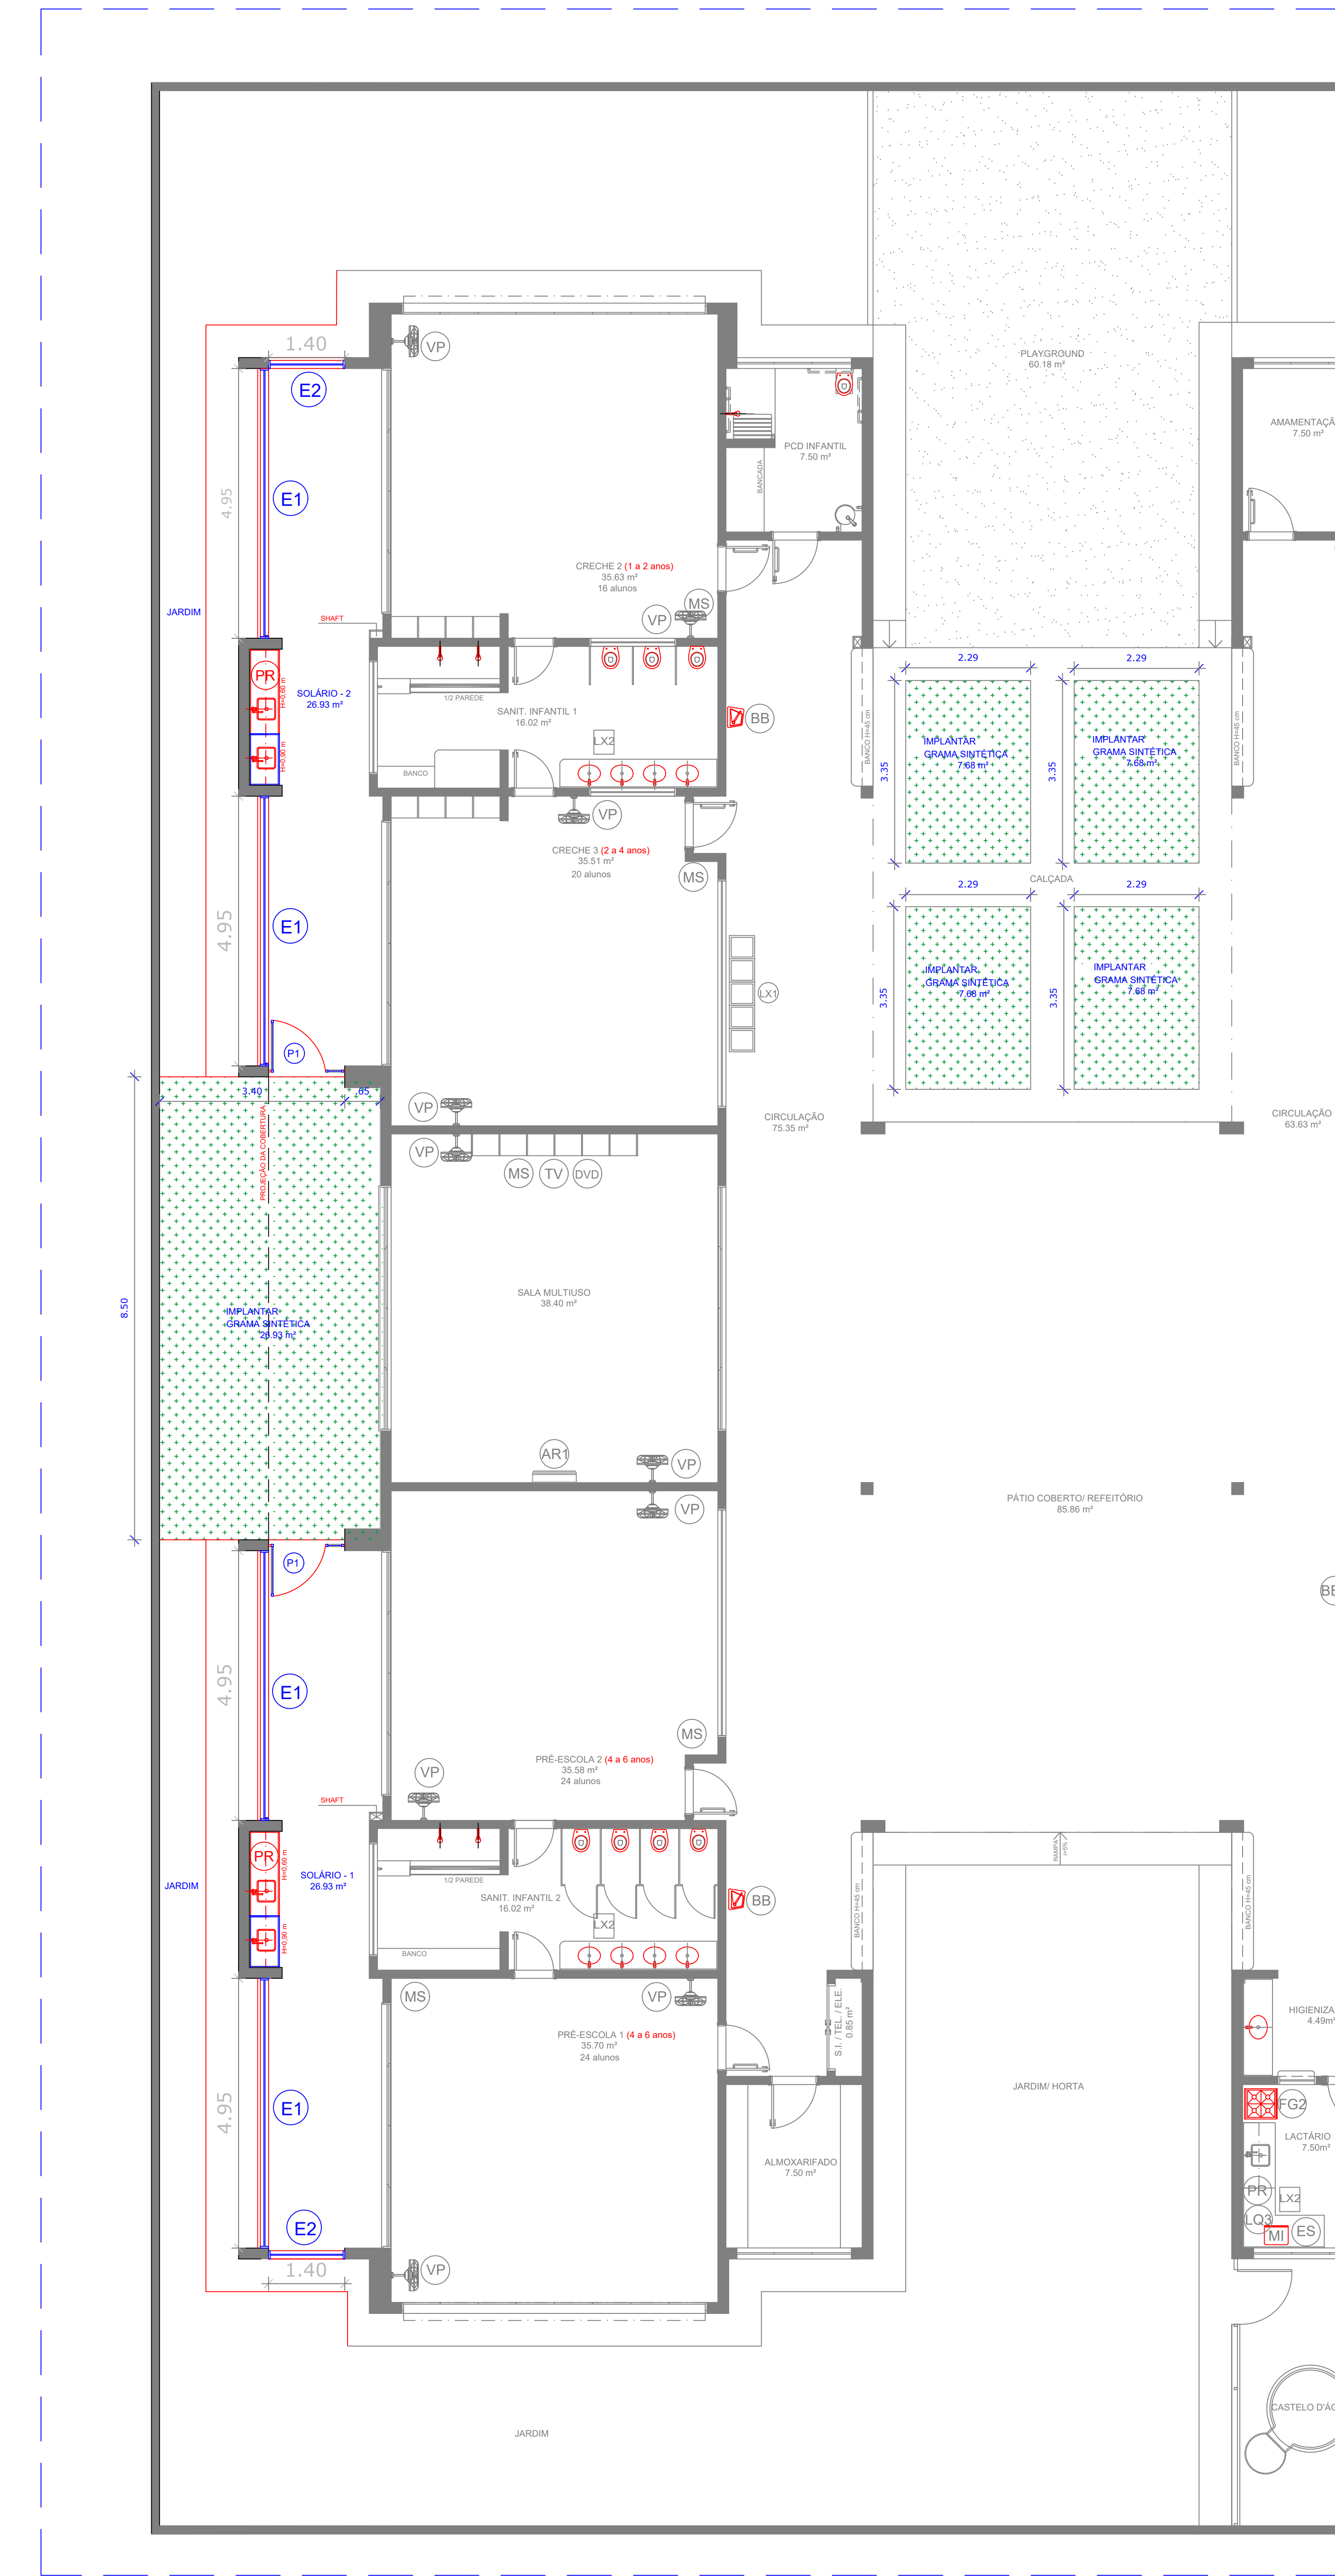 1.40
E2
VP
PLAYGROUND
60.18 m²
PCD INFANTIL
7.50 m²
BANCADA
7.50 m²
4.95
E1
CRECHE 2 (1 a 2 anos)
35.63 m²
16 alunos
MS
VP
JARDIM
SHAFT
PR
H=0,60 m
H=0,90 m
SOLÁRIO - 2
26.93 m²
1/2 PAREDE
SANIT. INFANTIL 1
16.02 m²
LX2
BANCO
BB
BANCO H=45 cm
2.29
2.29
3.35
IMPLANTAR
GRAMA SINTÉTICA
7.68 m²
3.35
IMPLANTAR
GRAMA SINTÉTICA
7.68 m²
BANCO H=45 cm
VP
CRECHE 3 (2 a 4 anos)
35.51 m²
20 alunos
MS
CALÇADA
2.29
2.29
4.95
E1
3.35
IMPLANTAR
GRAMA SINTÉTICA
7.68 m²
3.35
IMPLANTAR
GRAMA SINTÉTICA
7.68 m²
LX1
P1
3.40
.65
VP
PROJEÇÃO DA COBERTURA
CIRCULAÇÃO
75.35 m²
CIRCULAÇÃO
63.63 m²
VP
MS
TV
DVD
8.50
SALA MULTIUSO
38.40 m²
IMPLANTAR
GRAMA SINTÉTICA
26.93 m²
AR1
VP
VP
PÁTIO COBERTO/ REFEITÓRIO
85.86 m²
P1
4.95
E1
MS
PRÉ-ESCOLA 2 (4 a 6 anos)
35.58 m²
24 alunos
VP
SHAFT
PR
H=0,60 m
H=0,90 m
SOLÁRIO - 1
26.93 m²
JARDIM
1/2 PAREDE
SANIT. INFANTIL 2
16.02 m²
LX2
BANCO
BB
RAMPA
i=5%
BANCO H=45 cm
BANCO H=45 cm
MS
VP
S.I. / TEL. / ELE.
0.85 m²
PRÉ-ESCOLA 1 (4 a 6 anos)
35.70 m²
24 alunos
4.49m²
4.95
E1
JARDIM/ HORTA
FG2
LACTÁRIO
7.50m²
ALMOXARIFADO
7.50 m²
PR
LX2
LQ3
MI
ES
E2
1.40
VP
JARDIM